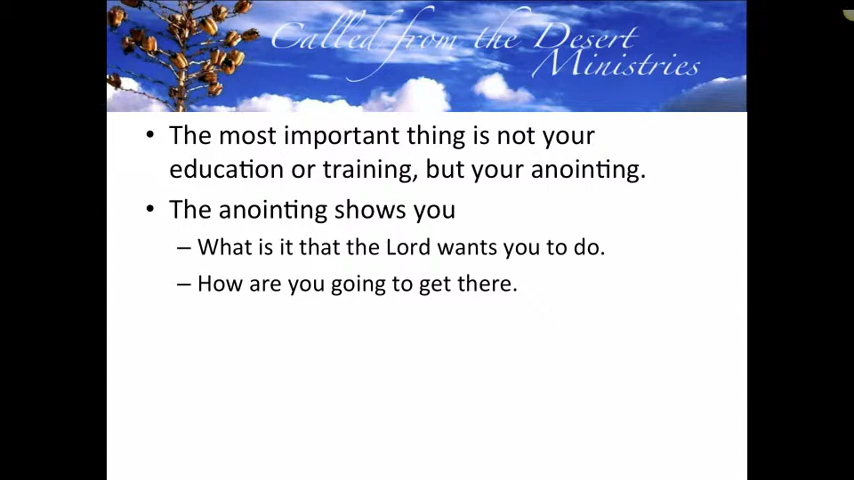 Called from the Desert
Ministries
• The most important thing is not your
education or training, but your anointing.
• The anointing shows you
– What is it that the Lord wants you to do.
– How are you going to get there.